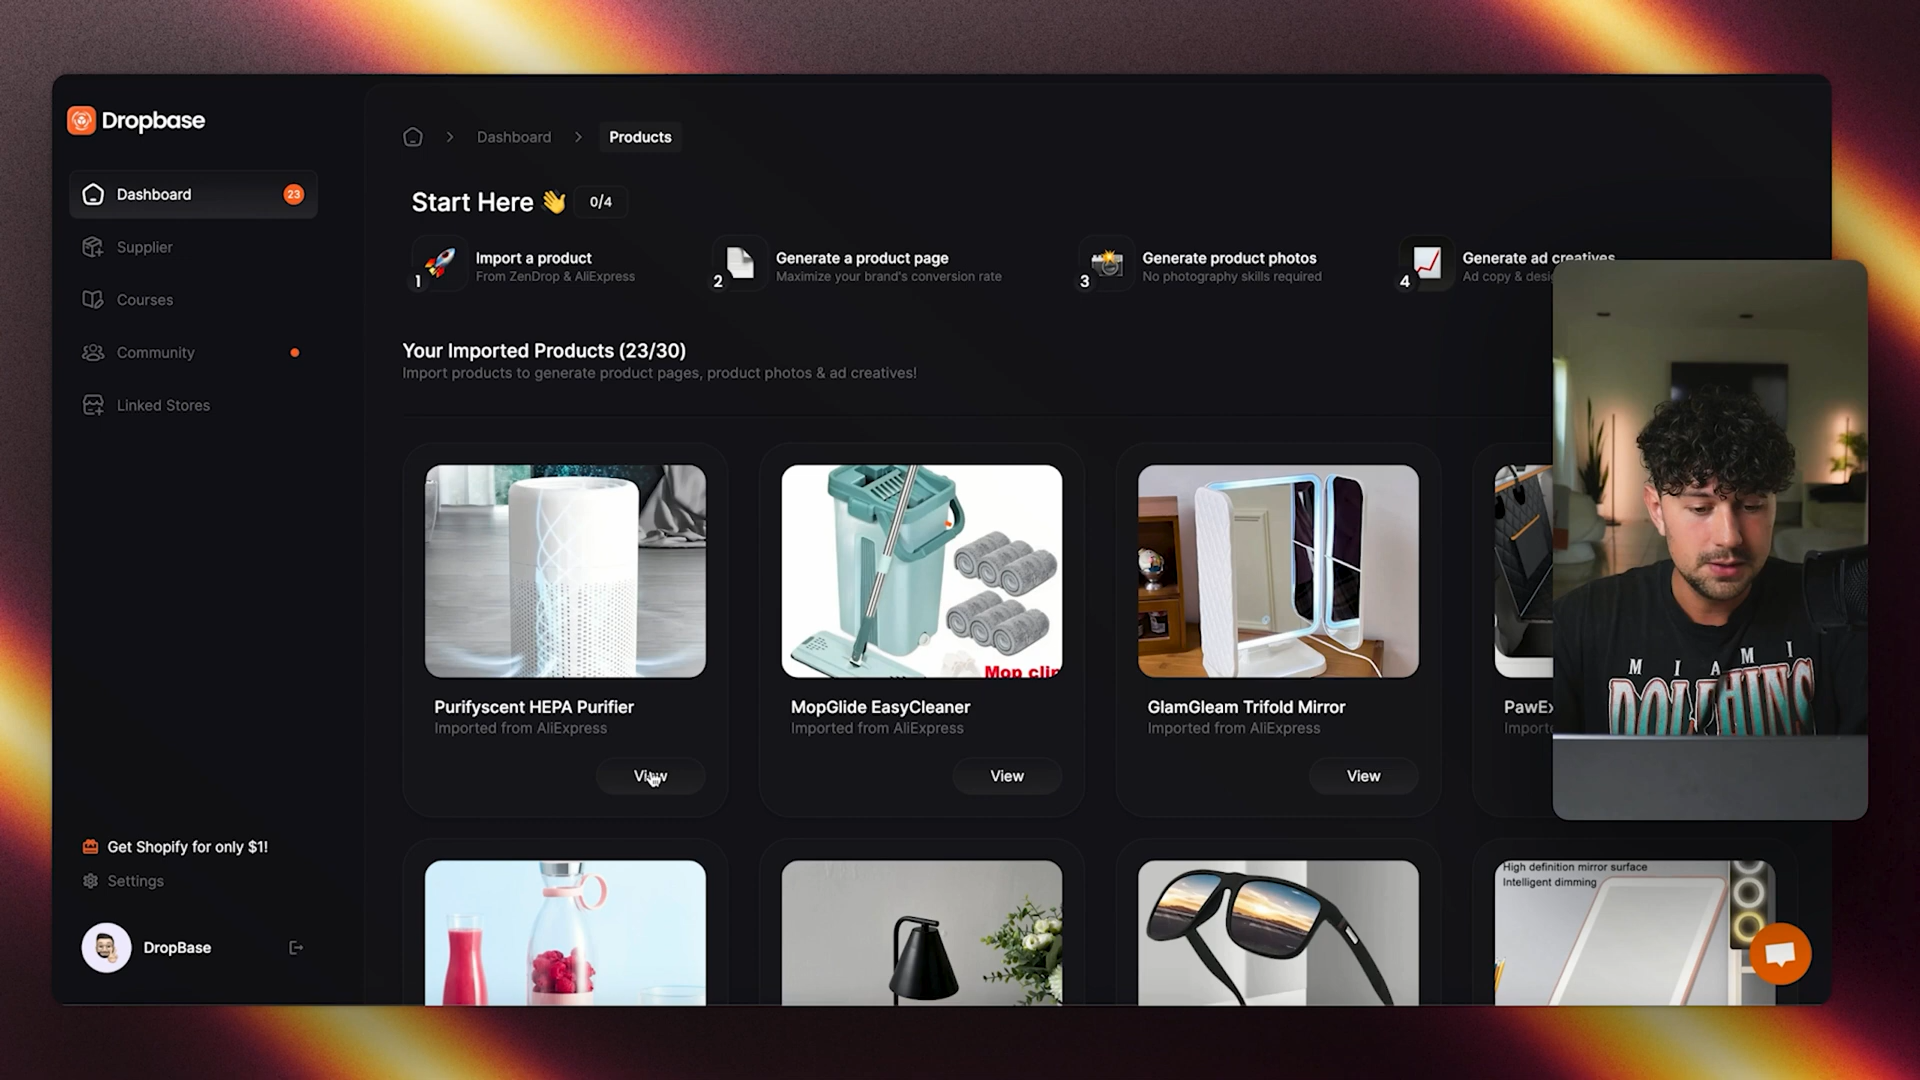 Dropbase
Dashboard
23
Supplier
Courses
Community
Linked Stores
Get Shopify for only $1!
Settings
DropBase
Dashboard
Products
Start Here 👋
0/4
1
Import a product
From ZenDrop & AliExpress
2
Generate a product page
Maximize your brand's conversion rate
3
Generate product photos
No photography skills required
4
Generate ad creatives
Ad copy &
Your Imported Products (23/30)
Import products to generate product pages, product photos & ad creatives!
Mop
Purifyscent HEPA Purifier
Imported from AliExpress
View
MopGlide EasyCleaner
Imported from AliExpress
View
GlamGleam Trifold Mirror
Imported from AliExpress
View
MIAMI
DOLPHINS
High definition mirror surface
Intelligent dimming